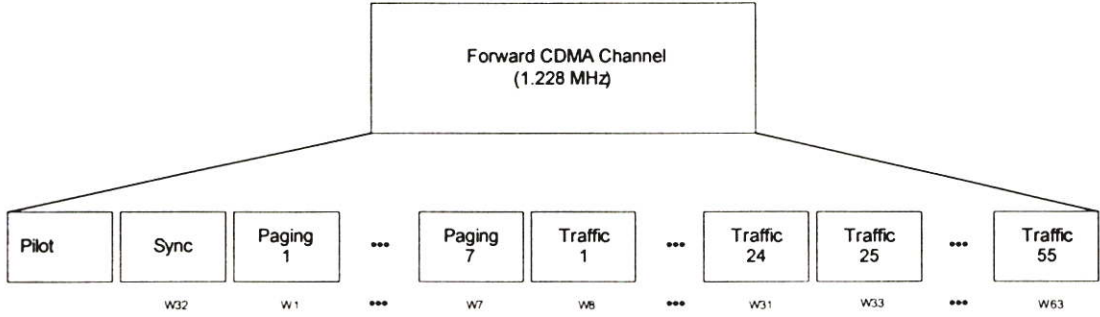 Forward CDMA Channel
(1.228 MHz)
Pilot Sync Paging 1 ••• Paging 7 Traffic 1 ••• Traffic 24 Traffic 25 ••• Traffic 55
W32 W1 ••• W7 W8 ••• W31 W33 ••• W63